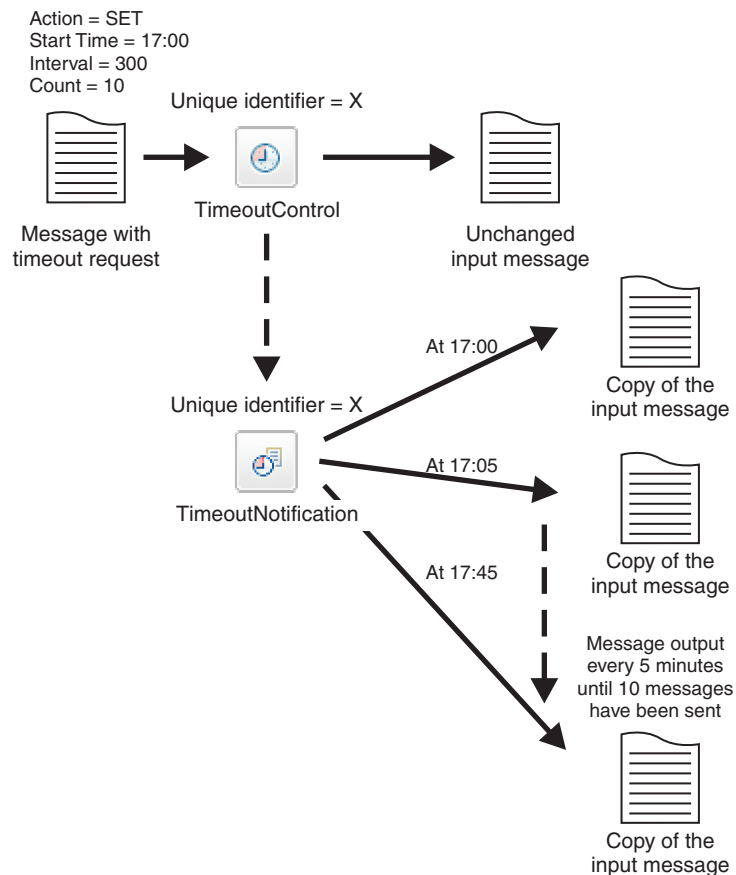 Action = SET
Start Time = 17:00
Interval = 300
Count = 10
Unique identifier = X
TimeoutControl
Message with
timeout request
Unchanged
input message
At 17:00
Copy of the
input message
Unique identifier = X
TimeoutNotification
At 17:05
Copy of the
input message
At 17:45
Message output
every 5 minutes
until 10 messages
have been sent
Copy of the
input message